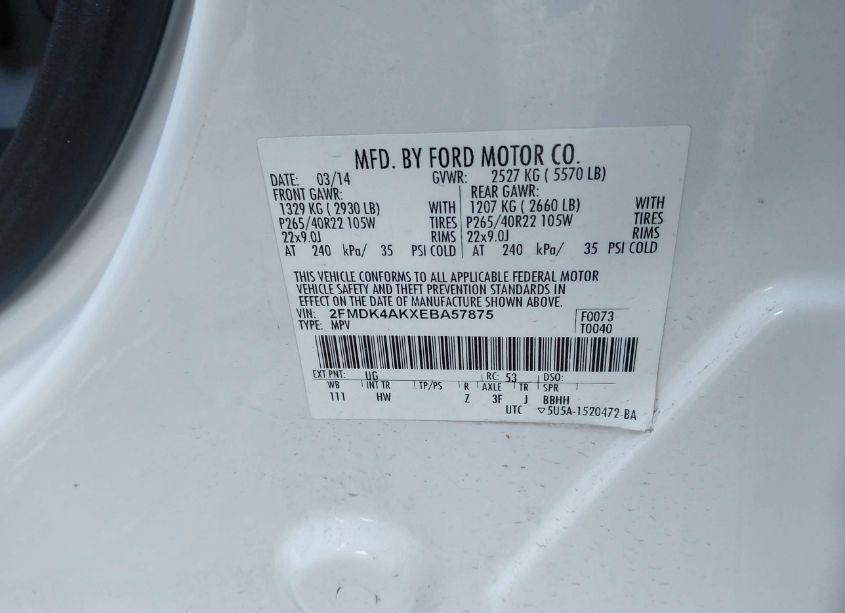 MFD. BY FORD MOTOR CO.
DATE: 03/14 GVWR: 2527 KG ( 5570 LB)
FRONT GAWR: REAR GAWR:
1329 KG ( 2930 LB) WITH 1207 KG ( 2660 LB) WITH
P265/40R22 105W TIRES P265/40R22 105W TIRES
22x9.0J RIMS 22x9.0J RIMS
AT 240 kPa/ 35 PSI COLD AT 240 kPa/ 35 PSI COLD
THIS VEHICLE CONFORMS TO ALL APPLICABLE FEDERAL MOTOR
VEHICLE SAFETY AND THEFT PREVENTION STANDARDS IN
EFFECT ON THE DATE OF MANUFACTURE SHOWN ABOVE.
VIN: 2FMDK4AKXEBA57875 F0073
TYPE: MPV T0040
EXT PNT: UG RC: 53 DSO:
WB INT TR TP/PS R AXLE TR SPR
111 HW Z 3F J BBHH
UTC ▽5U5A-1520472-BA